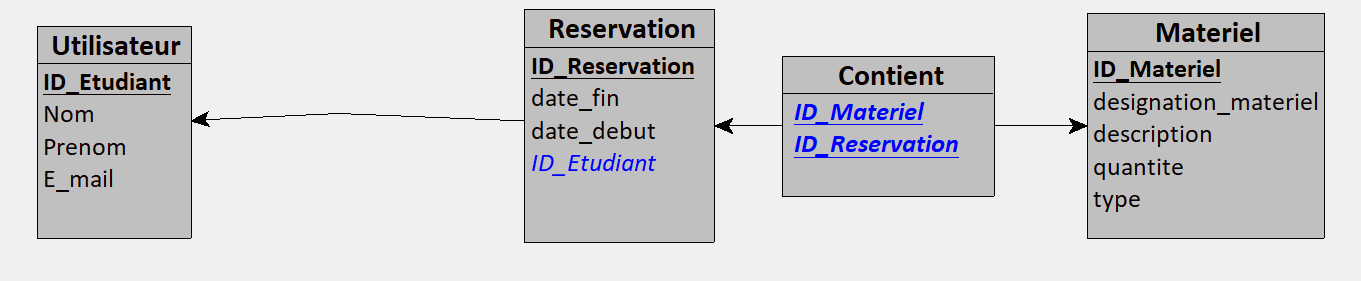 Utilisateur
ID_Etudiant
Nom
Prenom
E_mail
Reservation
ID_Reservation
date_fin
date_debut
ID_Etudiant
Contient
ID_Materiel
ID_Reservation
Materiel
ID_Materiel
designation_materiel
description
quantite
type